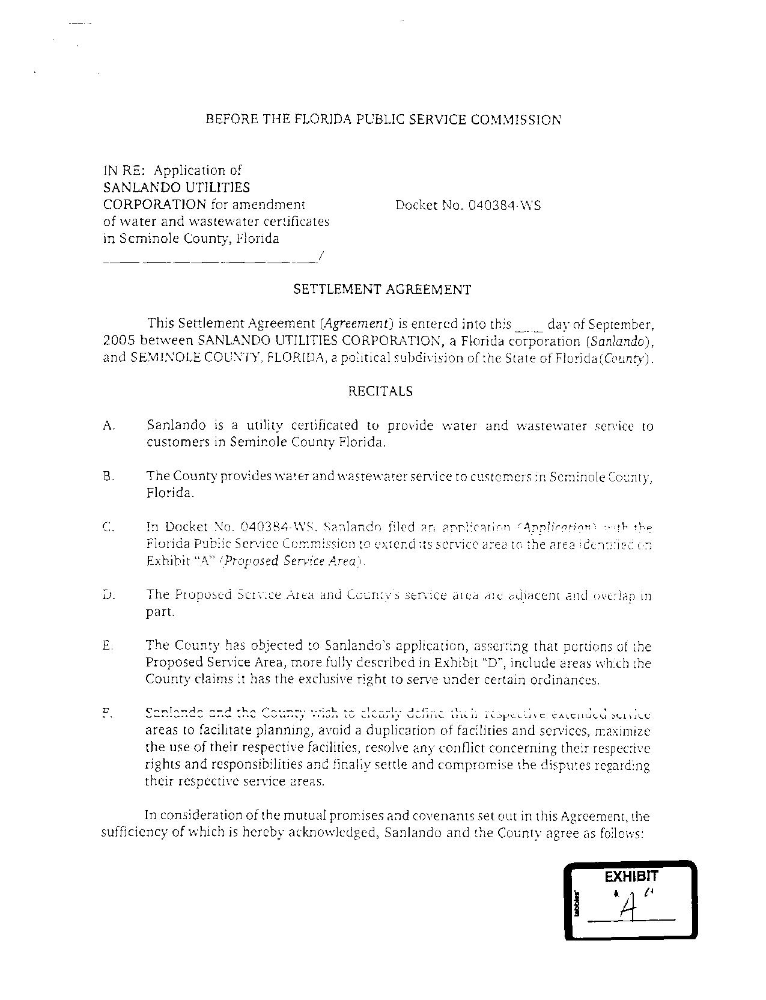 BEFORE THE FLORIDA PUBLIC SERVICE COMMISSION
IN RE: Application of
SANLANDO UTILITIES
CORPORATION for amendment Docket No. 040384-WS
of water and wastewater certificates
in Seminole County, Florida
/
SETTLEMENT AGREEMENT
This Settlement Agreement (Agreement) is entered into this ____ day of September,
2005 between SANLANDO UTILITIES CORPORATION, a Florida corporation (Sanlando),
and SEMINOLE COUNTY, FLORIDA, a political subdivision of the State of Florida (County).
RECITALS
A. Sanlando is a utility certificated to provide water and wastewater service to
customers in Seminole County Florida.
B. The County provides water and wastewater service to customers in Seminole County,
Florida.
C. In Docket No. 040384-WS, Sanlando filed an application (Application) with the
Florida Public Service Commission to extend its service area to the area identified on
Exhibit "A" (Proposed Service Area).
D. The Proposed Service Area and County's service area are adjacent and overlap in
part.
E. The County has objected to Sanlando's application, asserting that portions of the
Proposed Service Area, more fully described in Exhibit "D", include areas which the
County claims it has the exclusive right to serve under certain ordinances.
F. Sanlando and the County wish to clearly define their respective extended service
areas to facilitate planning, avoid a duplication of facilities and services, maximize
the use of their respective facilities, resolve any conflict concerning their respective
rights and responsibilities and finally settle and compromise the disputes regarding
their respective service areas.
In consideration of the mutual promises and covenants set out in this Agreement, the
sufficiency of which is hereby acknowledged, Sanlando and the County agree as follows:
EXHIBIT
tabbies'
"A"